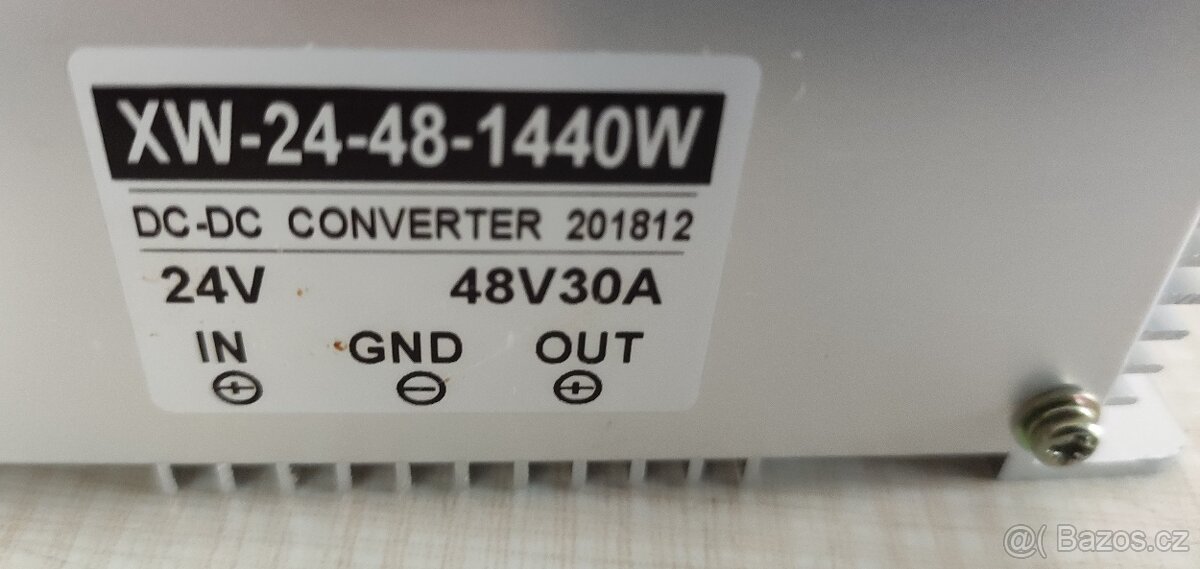 XW-24-48-1440W
DC-DC CONVERTER 201812
24V 48V30A
IN GND OUT
⊕ ⊖ ⊕
@( Bazos.cz